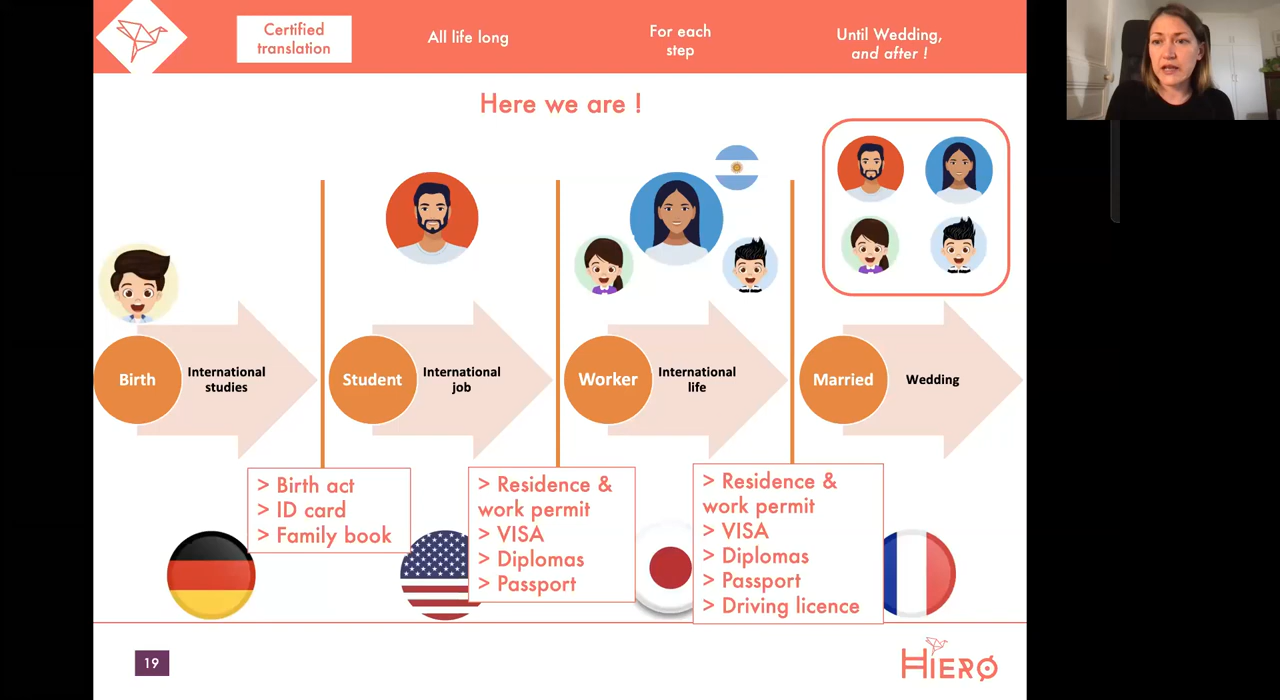 Certified
translation
All life long
For each
step
Until Wedding,
and after !
Here we are !
Birth
International
studies
Student
International
job
Worker
International
life
Married
Wedding
> Birth act
> ID card
> Family book
> Residence &
work permit
> VISA
> Diplomas
> Passport
> Residence &
work permit
> VISA
> Diplomas
> Passport
> Driving licence
19
HIERØ